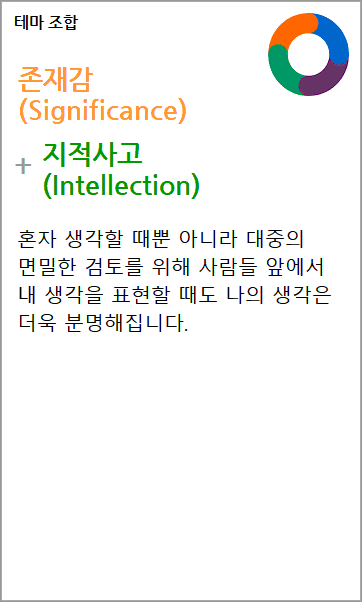 테마 조합
존재감
(Significance)
+ 지적사고
(Intellection)
혼자 생각할 때뿐 아니라 대중의
면밀한 검토를 위해 사람들 앞에서
내 생각을 표현할 때도 나의 생각은
더욱 분명해집니다.